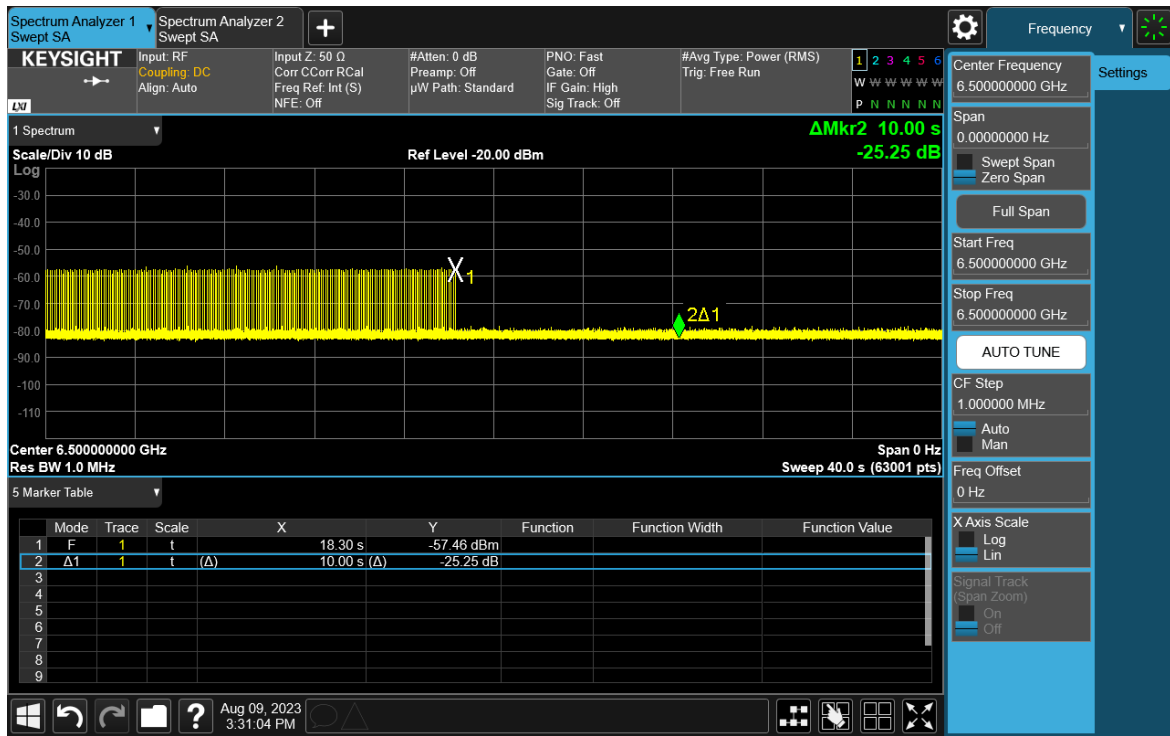 Spectrum Analyzer 1
Swept SA
Spectrum Analyzer 2
Swept SA
+
Frequency
KEYSIGHT
LXI
Input: RF
Coupling: DC
Align: Auto
Input Z: 50 Ω
Corr CCorr RCal
Freq Ref: Int (S)
NFE: Off
#Atten: 0 dB
Preamp: Off
µW Path: Standard
PNO: Fast
Gate: Off
IF Gain: High
Sig Track: Off
#Avg Type: Power (RMS)
Trig: Free Run
1 2 3 4 5 6
W W W W W W
P N N N N N
1 Spectrum
Scale/Div 10 dB
Ref Level -20.00 dBm
ΔMkr2 10.00 s
-25.25 dB
Log
-30.0
-40.0
-50.0
-60.0
-70.0
-80.0
-90.0
-100
-110
X1
2Δ1
Center 6.500000000 GHz
Span 0 Hz
Res BW 1.0 MHz
Sweep 40.0 s (63001 pts)
5 Marker Table
Mode Trace Scale X Y Function Function Width Function Value
1 F 1 t 18.30 s -57.46 dBm
2 Δ1 1 t (Δ) 10.00 s (Δ) -25.25 dB
3
4
5
6
7
8
9
?
Aug 09, 2023
3:31:04 PM
Settings
Center Frequency
6.500000000 GHz
Span
0.00000000 Hz
Swept Span
Zero Span
Full Span
Start Freq
6.500000000 GHz
Stop Freq
6.500000000 GHz
AUTO TUNE
CF Step
1.000000 MHz
Auto
Man
Freq Offset
0 Hz
X Axis Scale
Log
Lin
Signal Track
(Span Zoom)
On
Off